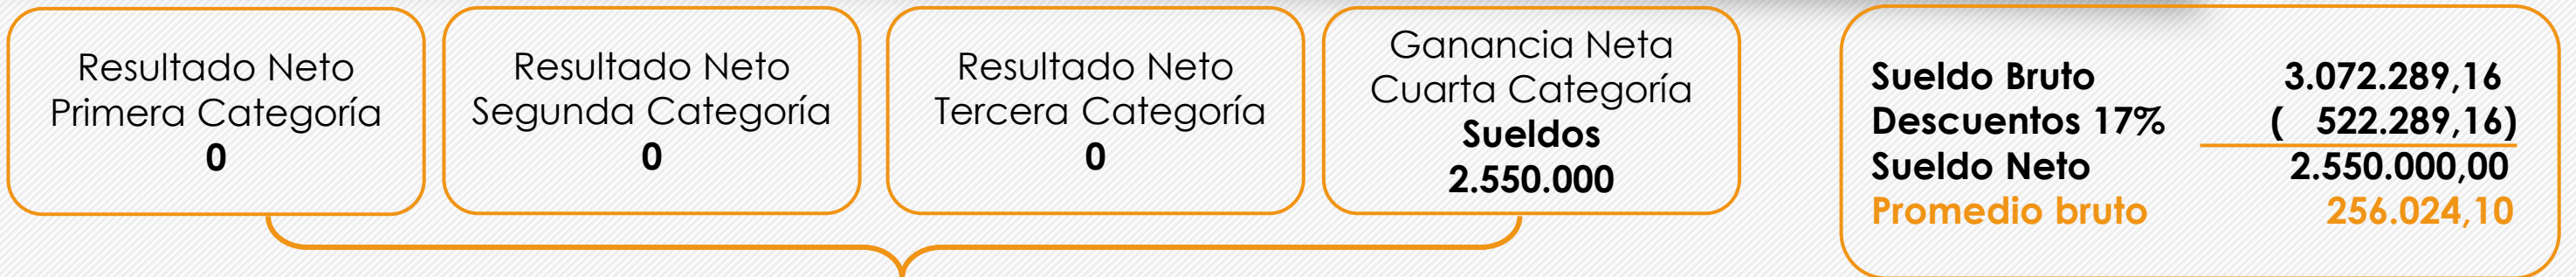 Resultado Neto
Primera Categoría
0
Resultado Neto
Segunda Categoría
0
Resultado Neto
Tercera Categoría
0
Ganancia Neta
Cuarta Categoría
Sueldos
2.550.000
Sueldo Bruto 3.072.289,16
Descuentos 17% ( 522.289,16)
Sueldo Neto 2.550.000,00
Promedio bruto 256.024,10